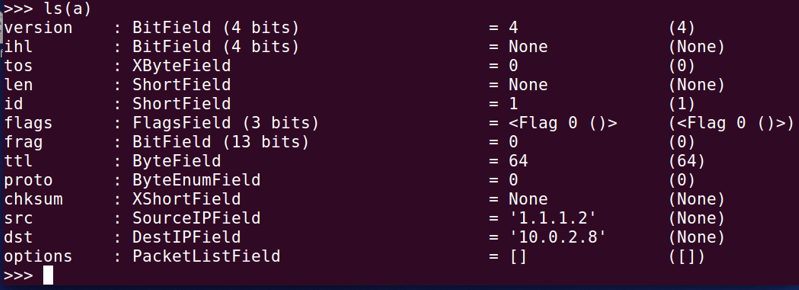 >>> ls(a)
version    : BitField (4 bits)                   = 4               (4)
ihl        : BitField (4 bits)                   = None            (None)
tos        : XByteField                          = 0               (0)
len        : ShortField                          = None            (None)
id         : ShortField                          = 1               (1)
flags      : FlagsField (3 bits)                 = <Flag 0 ()>     (<Flag 0 ()>)
frag       : BitField (13 bits)                  = 0               (0)
ttl        : ByteField                           = 64              (64)
proto      : ByteEnumField                       = 0               (0)
chksum     : XShortField                         = None            (None)
src        : SourceIPField                       = '1.1.1.2'       (None)
dst        : DestIPField                         = '10.0.2.8'      (None)
options    : PacketListField                     = []              ([])
>>>